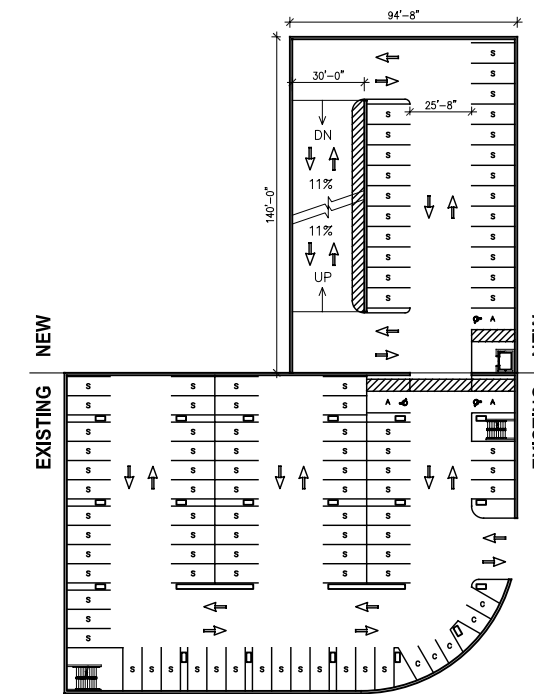 94'-8"
S
30'-0" S
S
25'-8"
S S
DN S S
S S
11% S S
S S
140'-0" S S
11% S S
S S
UP S S
S S
A
NEW
EXISTING
S S S S
S S S S
A A
S S S S S
S S S S S S
S S S S S S
S S S S S S
S S S S S
S S S S S
S S S S S
S S S S S
S
S
S
S S S S S S S S S S S S S
C C C C C C